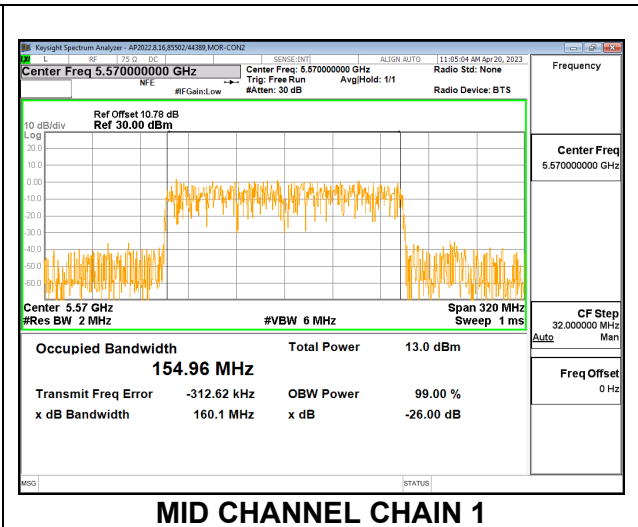 Keysight Spectrum Analyzer - AP2022.8.16,85502/44389,MOR-CON2
L RF 75 Ω DC SENSE:INT ALIGN AUTO 11:05:04 AM Apr 20, 2023
Center Freq 5.570000000 GHz Center Freq: 5.570000000 GHz Radio Std: None Frequency
NFE Trig: Free Run Avg|Hold: 1/1
#IFGain:Low #Atten: 30 dB Radio Device: BTS
Ref Offset 10.78 dB
10 dB/div Ref 30.00 dBm
Log
20.0
10.0
0.00
-10.0
-20.0
-30.0
-40.0
-50.0
-60.0
Center Freq
5.570000000 GHz
Center 5.57 GHz Span 320 MHz
#Res BW 2 MHz #VBW 6 MHz Sweep 1 ms
CF Step
32.000000 MHz
Auto Man
Occupied Bandwidth Total Power 13.0 dBm
154.96 MHz
Freq Offset
0 Hz
Transmit Freq Error -312.62 kHz OBW Power 99.00 %
x dB Bandwidth 160.1 MHz x dB -26.00 dB
MSG STATUS
MID CHANNEL CHAIN 1